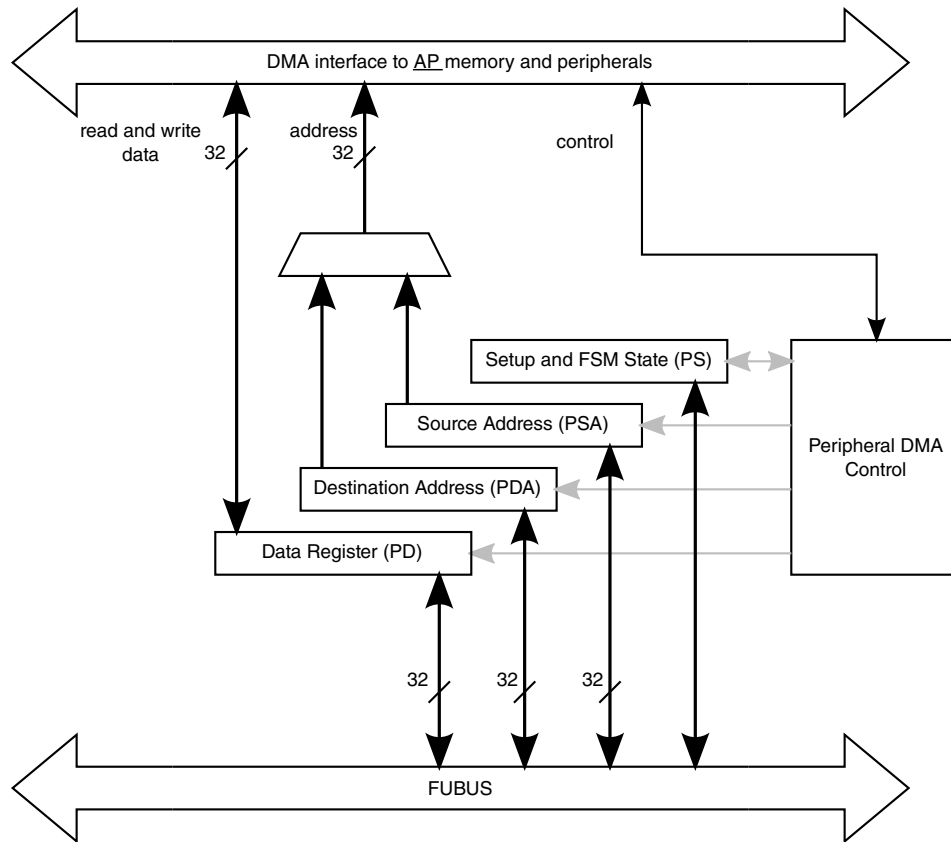 DMA interface to AP memory and peripherals
read and write
data
32
address
32
control
Setup and FSM State (PS)
Source Address (PSA)
Peripheral DMA
Control
Destination Address (PDA)
Data Register (PD)
32
32
32
FUBUS